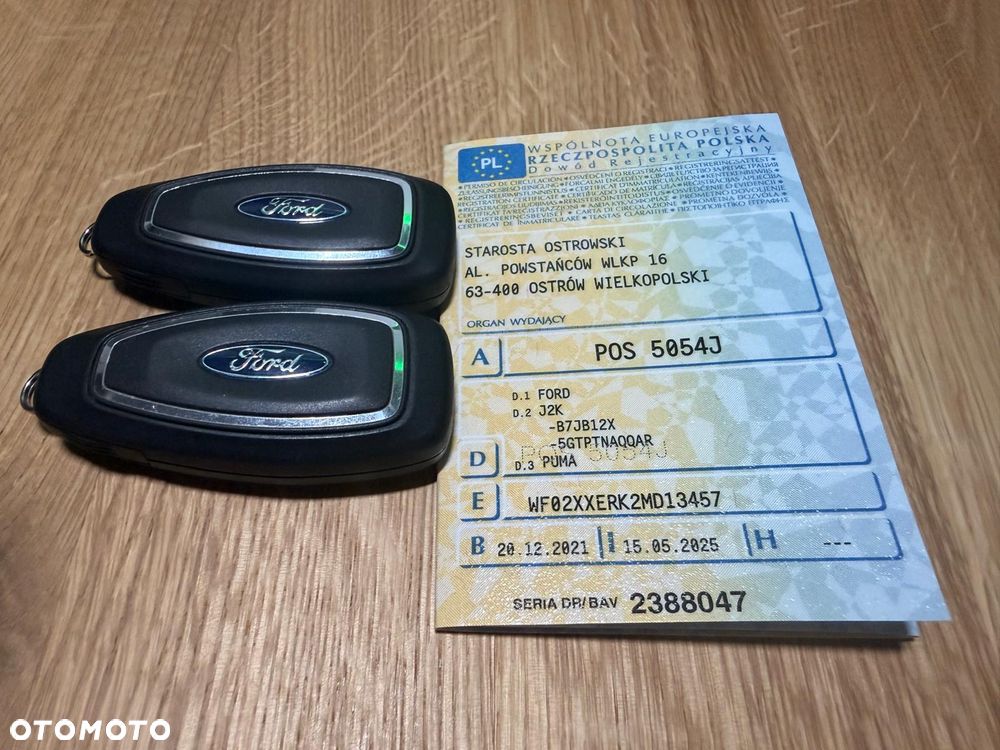 Ford
Ford
PL
WSPÓLNOTA EUROPEJSKA
RZECZPOSPOLITA POLSKA
Dowód Rejestracyjny
STAROSTA OSTROWSKI
AL. POWSTAŃCÓW WLKP 16
63-400 OSTRÓW WIELKOPOLSKI
ORGAN WYDAJĄCY
A POS 5054J
D.1 FORD
D.2 J2K
-B7JB12X
-5GTPTNAQQAR
POS 5054J
D D.3 PUMA
E WF02XXERK2MD13457
B 20.12.2021 I 15.05.2025 H ---
SERIA DR/BAV 2388047
OTOMOTO